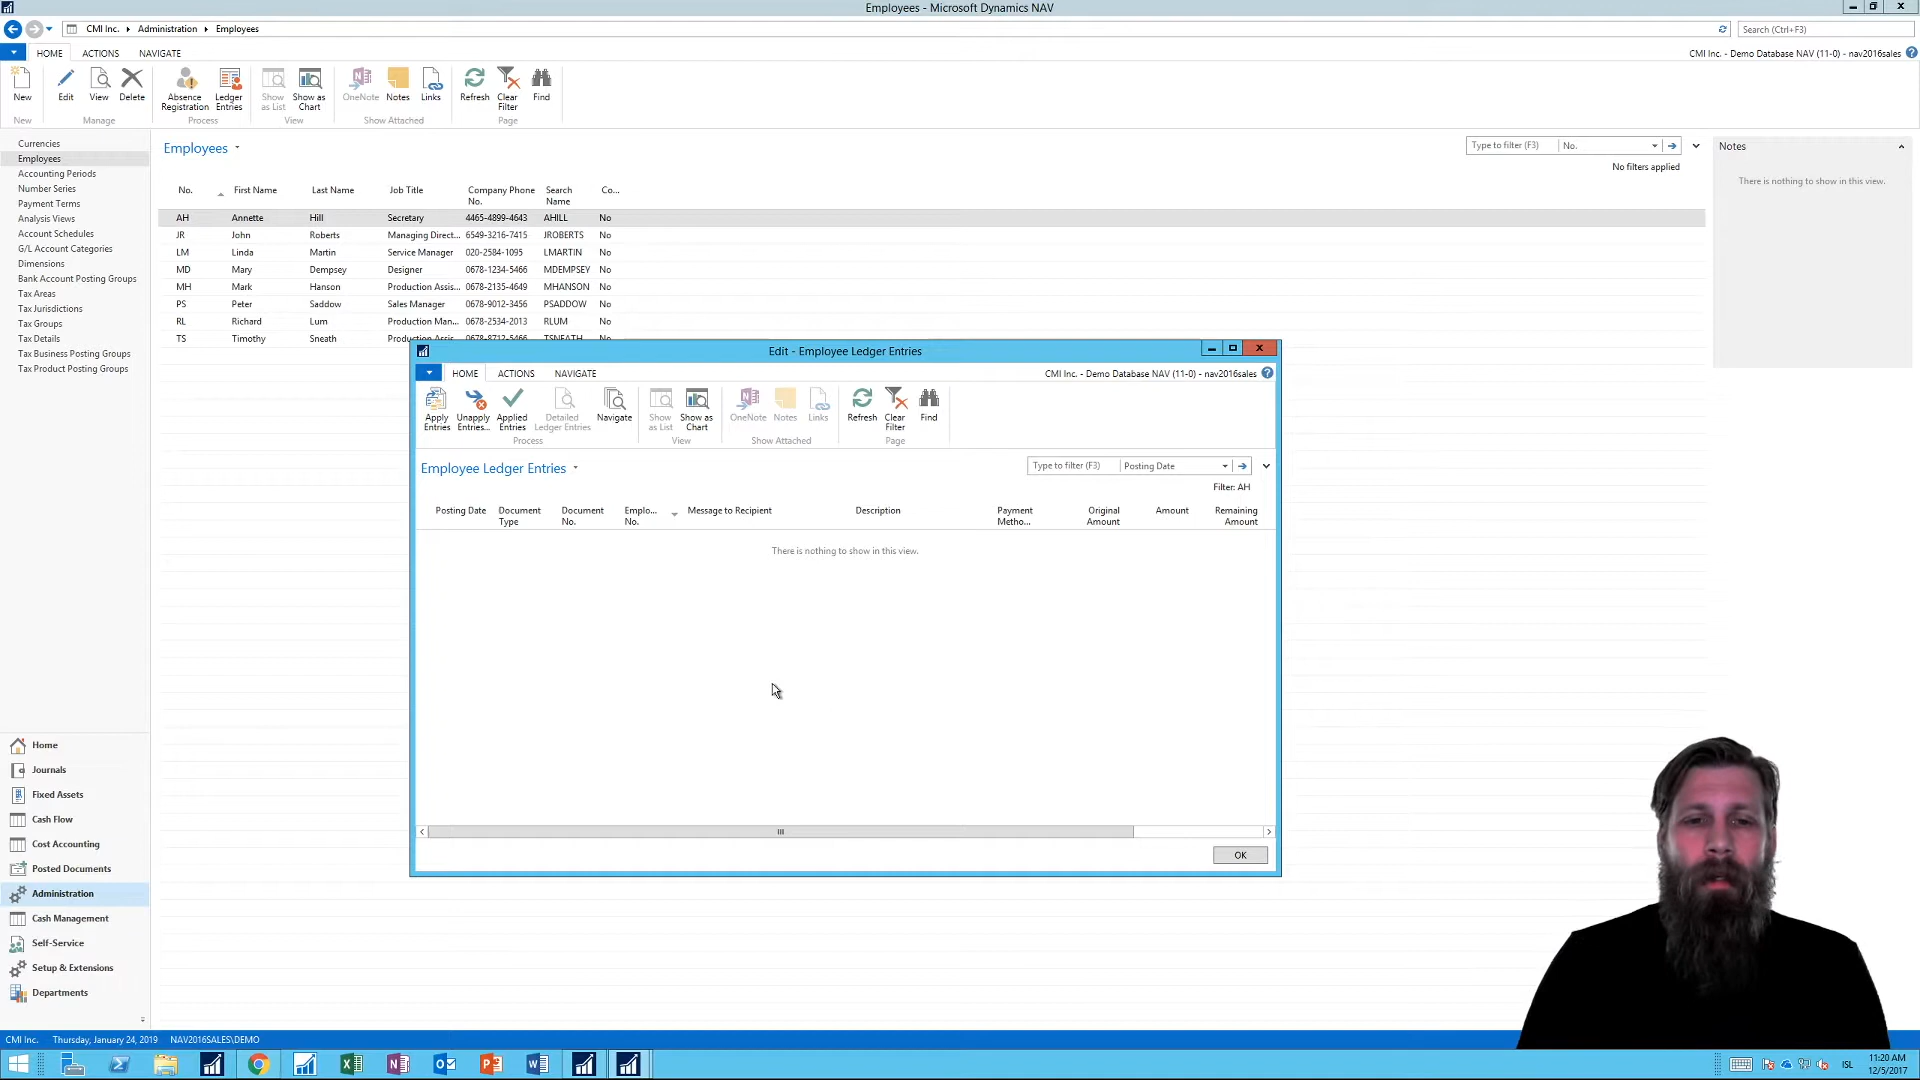 Employees - Microsoft Dynamics NAV
CMI Inc. Administration Employees
Search (Ctrl+F3)
HOME ACTIONS NAVIGATE
CMI Inc. - Demo Database NAV (11-0) - nav2016sales
New Edit View Delete Absence Registration Ledger Entries Show as List Show as Chart OneNote Notes Links Refresh Clear Filter Find
New Manage Process View Show Attached Page
Currencies
Employees
Accounting Periods
Number Series
Payment Terms
Analysis Views
Account Schedules
G/L Account Categories
Dimensions
Bank Account Posting Groups
Tax Areas
Tax Jurisdictions
Tax Groups
Tax Details
Tax Business Posting Groups
Tax Product Posting Groups
Home
Journals
Fixed Assets
Cash Flow
Cost Accounting
Posted Documents
Administration
Cash Management
Self-Service
Setup & Extensions
Departments
Employees
Type to filter (F3) No.
No filters applied
No. First Name Last Name Job Title Company Phone No. Search Name Co...
AH Annette Hill Secretary 4465-4899-4643 AHILL No
JR John Roberts Managing Direct... 6549-3216-7415 JROBERTS No
LM Linda Martin Service Manager 020-2584-1095 LMARTIN No
MD Mary Dempsey Designer 0678-1234-5466 MDEMPSEY No
MH Mark Hanson Production Assis... 0678-2135-4649 MHANSON No
PS Peter Saddow Sales Manager 0678-9012-3456 PSADDOW No
RL Richard Lum Production Man... 0678-2534-2013 RLUM No
TS Timothy Sneath Production Assis... 0678-8712-5466 TSNEATH No
Notes
There is nothing to show in this view.
Edit - Employee Ledger Entries
HOME ACTIONS NAVIGATE
CMI Inc. - Demo Database NAV (11-0) - nav2016sales
Apply Entries Unapply Entries... Applied Entries Detailed Ledger Entries Navigate Show as List Show as Chart OneNote Notes Links Refresh Clear Filter Find
Process View Show Attached Page
Employee Ledger Entries
Type to filter (F3) Posting Date
Filter: AH
Posting Date Document Type Document No. Emplo... No. Message to Recipient Description Payment Metho... Original Amount Amount Remaining Amount
There is nothing to show in this view.
OK
CMI Inc. Thursday, January 24, 2019 NAV2016SALES\DEMO
ISL
11:20 AM
12/5/2017